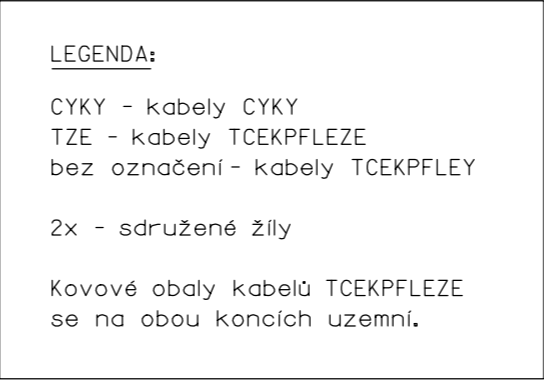 LEGENDA:
CYKY - kabely CYKY
TZE - kabely TCEKPFLEZE
bez označení - kabely TCEKPFLEY
2x - sdružené žíly
Kovové obaly kabelů TCEKPFLEZE
se na obou koncích uzemní.